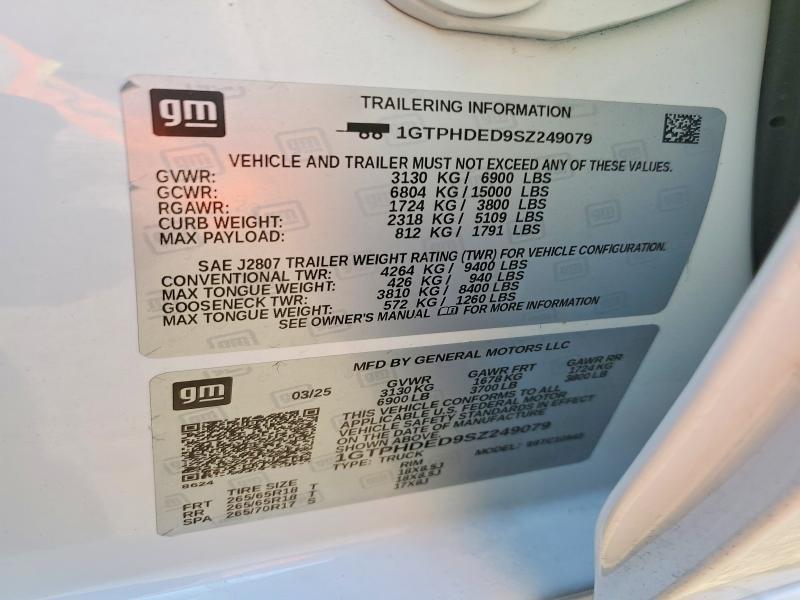 gm
TRAILERING INFORMATION
1GTPHDED9SZ249079
VEHICLE AND TRAILER MUST NOT EXCEED ANY OF THESE VALUES.
GVWR: 3130 KG / 6900 LBS
GCWR: 6804 KG / 15000 LBS
RGAWR: 1724 KG / 3800 LBS
CURB WEIGHT: 2318 KG / 5109 LBS
MAX PAYLOAD: 812 KG / 1791 LBS
SAE J2807 TRAILER WEIGHT RATING (TWR) FOR VEHICLE CONFIGURATION.
CONVENTIONAL TWR: 4264 KG / 9400 LBS
MAX TONGUE WEIGHT: 426 KG / 940 LBS
GOOSENECK TWR: 3810 KG / 8400 LBS
MAX TONGUE WEIGHT: 572 KG / 1260 LBS
SEE OWNER'S MANUAL FOR MORE INFORMATION
gm
MFD BY GENERAL MOTORS LLC
03/25
GVWR GAWR FRT GAWR RR
3130 KG 1678 KG 1724 KG
6900 LB 3700 LB 3800 LB
THIS VEHICLE CONFORMS TO ALL
APPLICABLE U.S. FEDERAL MOTOR
VEHICLE SAFETY STANDARDS IN EFFECT
ON THE DATE OF MANUFACTURE
SHOWN ABOVE.
1GTPHDED9SZ249079
TYPE: TRUCK MODEL:
8624
TIRE SIZE RIM
FRT 265/65R18 T 18X8.5J
RR 265/65R18 T 18X8.5J
SPA 265/70R17 S 17X8J